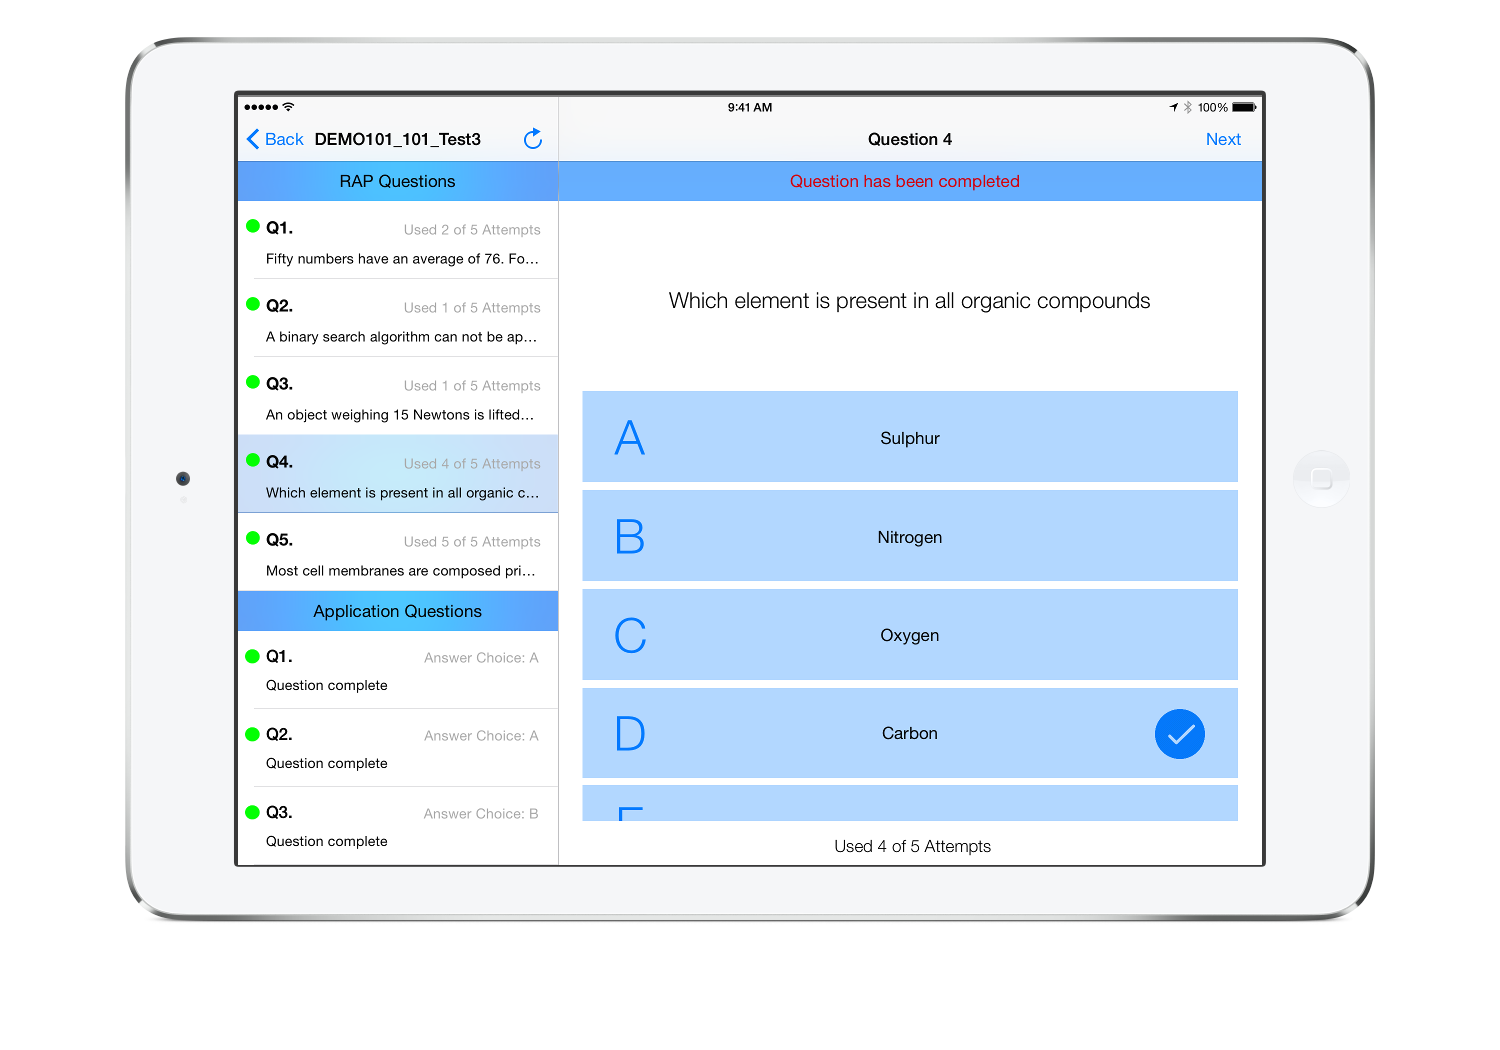 9:41 AM
100%
Back DEMO101_101_Test3
Question 4
Next
RAP Questions
Question has been completed
Q1. Used 2 of 5 Attempts
Fifty numbers have an average of 76. Fo...
Q2. Used 1 of 5 Attempts
A binary search algorithm can not be ap...
Q3. Used 1 of 5 Attempts
An object weighing 15 Newtons is lifted...
Q4. Used 4 of 5 Attempts
Which element is present in all organic c...
Q5. Used 5 of 5 Attempts
Most cell membranes are composed pri...
Application Questions
Q1. Answer Choice: A
Question complete
Q2. Answer Choice: A
Question complete
Q3. Answer Choice: B
Question complete
Which element is present in all organic compounds
A Sulphur
B Nitrogen
C Oxygen
D Carbon
Used 4 of 5 Attempts